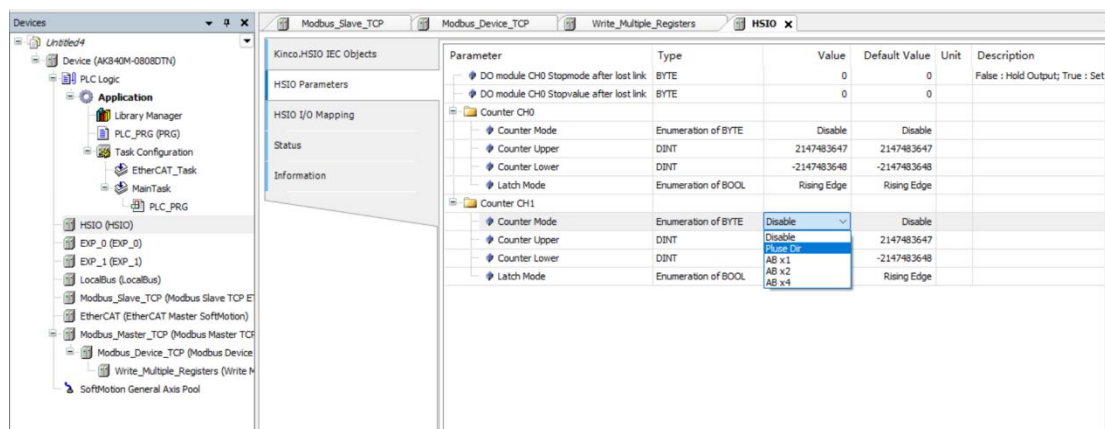 Devices
Untitled4
Device (AK840M-0808DTN)
PLC Logic
Application
Library Manager
PLC_PRG (PRG)
Task Configuration
EtherCAT_Task
MainTask
PLC_PRG
HSIO (HSIO)
EXP_0 (EXP_0)
EXP_1 (EXP_1)
LocalBus (LocalBus)
Modbus_Slave_TCP (Modbus Slave TCP E
EtherCAT (EtherCAT Master SoftMotion)
Modbus_Master_TCP (Modbus Master TCP
Modbus_Device_TCP (Modbus Device
Write_Multiple_Registers (Write M
SoftMotion General Axis Pool
Modbus_Slave_TCP Modbus_Device_TCP Write_Multiple_Registers HSIO X
Kinco.HSIO IEC Objects
HSIO Parameters
HSIO I/O Mapping
Status
Information
Parameter Type Value Default Value Unit Description
DO module CH0 Stopmode after lost link BYTE 0 0 False : Hold Output; True : Set
DO module CH0 Stopvalue after lost link BYTE 0 0
Counter CH0
Counter Mode Enumeration of BYTE Disable Disable
Counter Upper DINT 2147483647 2147483647
Counter Lower DINT -2147483648 -2147483648
Latch Mode Enumeration of BOOL Rising Edge Rising Edge
Counter CH1
Counter Mode Enumeration of BYTE Disable Disable
Counter Upper DINT 2147483647
Counter Lower DINT -2147483648
Latch Mode Enumeration of BOOL Rising Edge
Disable
Pluse Dir
AB x1
AB x2
AB x4